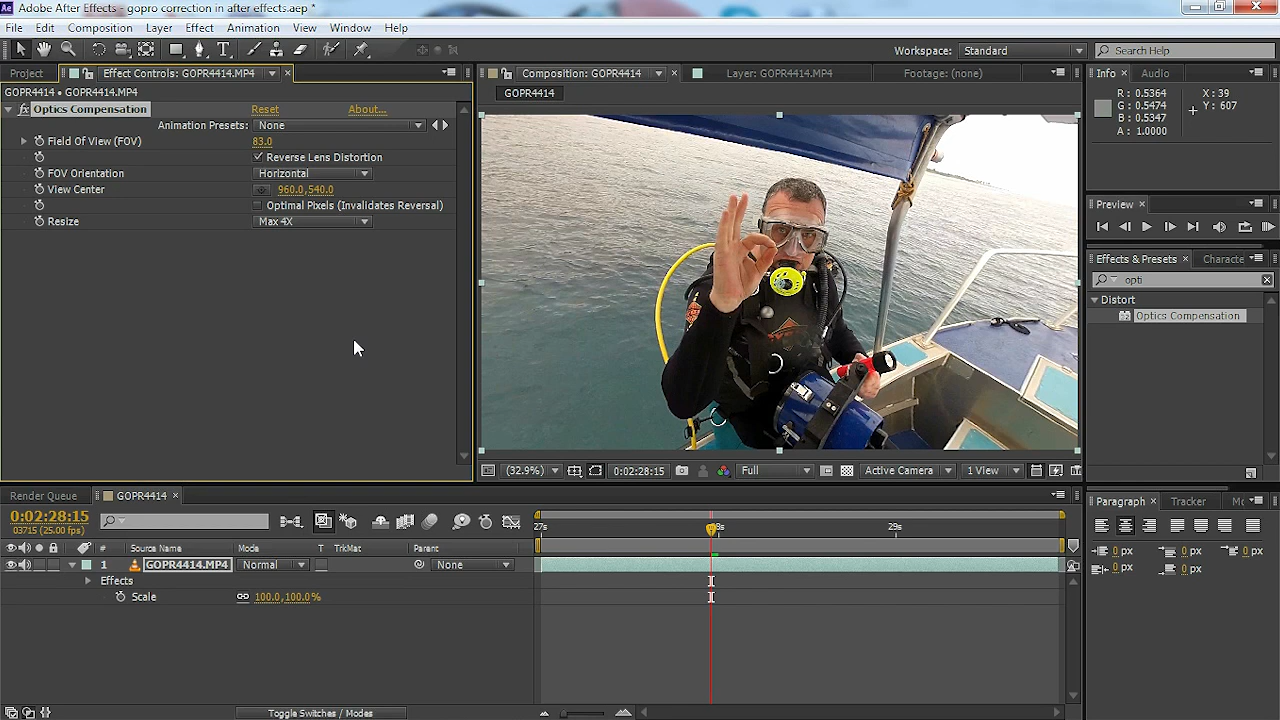 Adobe After Effects - gopro correction in after effects.aep *
File Edit Composition Layer Effect Animation View Window Help
Workspace: Standard Search Help
Project Effect Controls: GOPR4414.MP4 Composition: GOPR4414 Layer: GOPR4414.MP4 Footage: (none) Info Audio
GOPR4414 • GOPR4414.MP4 GOPR4414
R : 0.5364 X : 39
G : 0.5474 Y : 607
B : 0.5347
A : 1.0000
fx Optics Compensation Reset About...
Animation Presets: None
Field Of View (FOV) 83.0
Reverse Lens Distortion
FOV Orientation Horizontal
View Center 960.0,540.0
Optimal Pixels (Invalidates Reversal)
Resize Max 4X
Preview
Effects & Presets Characte
opti
Distort
Optics Compensation
(32.9%) 0:02:28:15 Full Active Camera 1 View
Render Queue GOPR4414
Paragraph Tracker
0:02:28:15
03715 (25.00 fps)
27s 8s 29s
# Source Name Mode T TrkMat Parent
1 GOPR4414.MP4 Normal None
Effects
Scale 100.0,100.0%
0 px 0 px 0 px
0 px 0 px
Toggle Switches / Modes